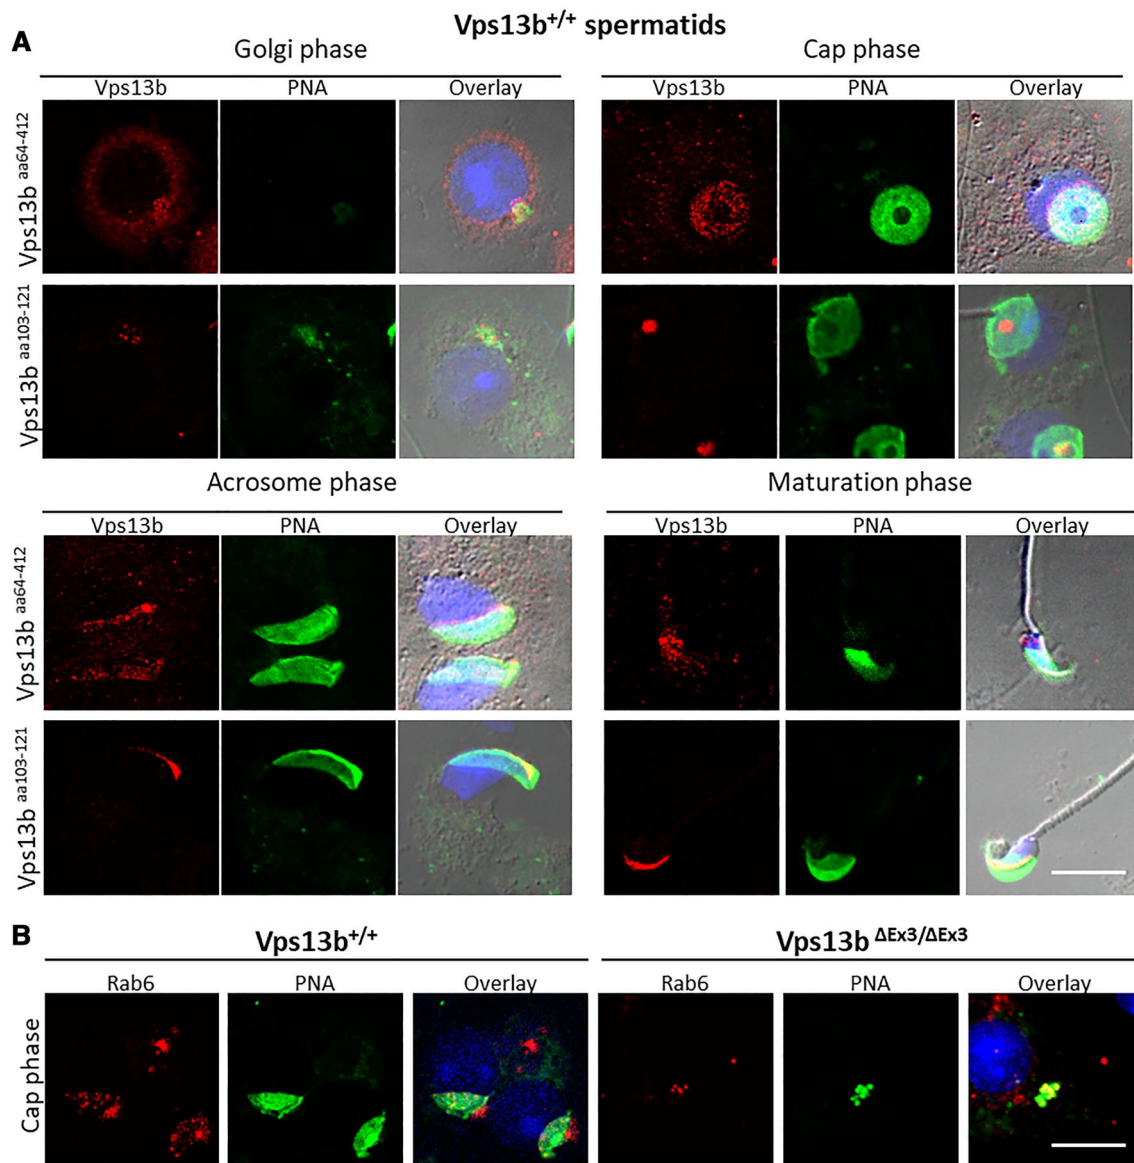 A
Vps13b+/+ spermatids
Golgi phase
Cap phase
Vps13b
PNA
Overlay
Vps13b
PNA
Overlay
Vps13b aa64-412
Vps13b aa103-121
Acrosome phase
Maturation phase
Vps13b
PNA
Overlay
Vps13b
PNA
Overlay
Vps13b aa64-412
Vps13b aa103-121
B
Vps13b+/+
Vps13b ΔEx3/ΔEx3
Rab6
PNA
Overlay
Rab6
PNA
Overlay
Cap phase